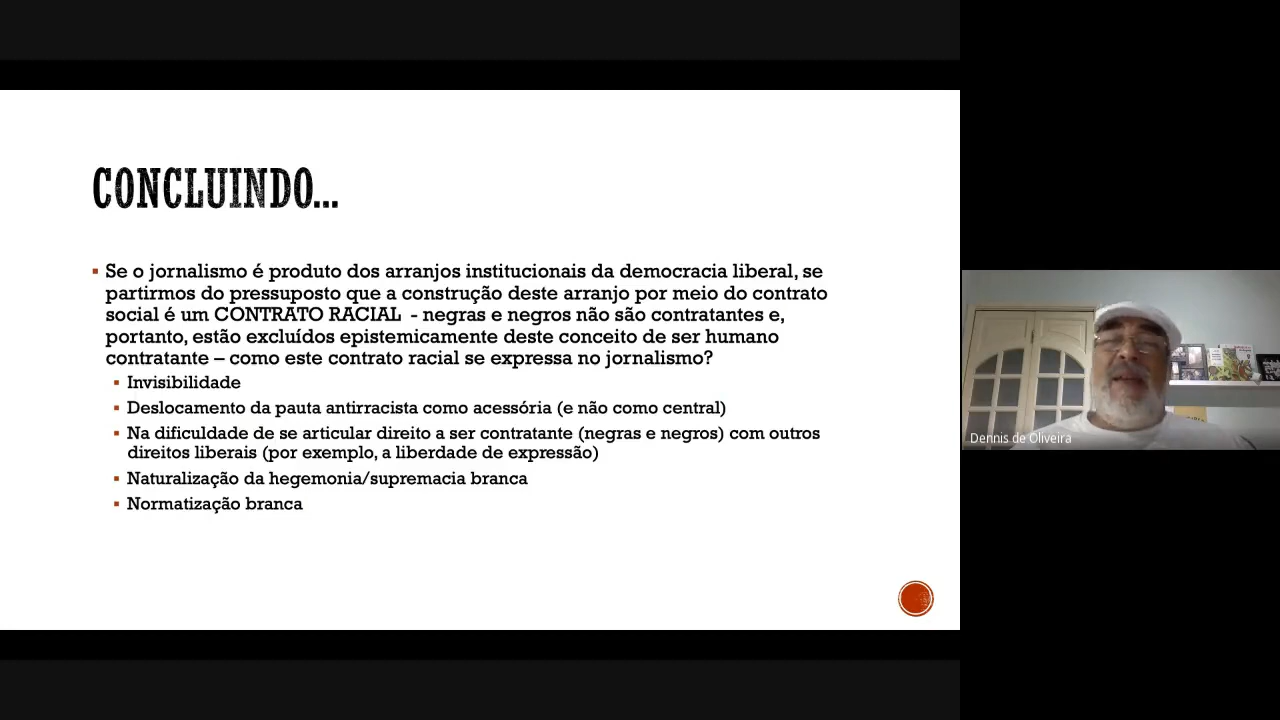 CONCLUINDO...
▪ Se o jornalismo é produto dos arranjos institucionais da democracia liberal, se
partirmos do pressuposto que a construção deste arranjo por meio do contrato
social é um CONTRATO RACIAL - negras e negros não são contratantes e,
portanto, estão excluídos epistemicamente deste conceito de ser humano
contratante – como este contrato racial se expressa no jornalismo?
▪ Invisibilidade
▪ Deslocamento da pauta antirracista como acessória (e não como central)
▪ Na dificuldade de se articular direito a ser contratante (negras e negros) com outros
direitos liberais (por exemplo, a liberdade de expressão)
▪ Naturalização da hegemonia/supremacia branca
▪ Normatização branca
Dennis de Oliveira